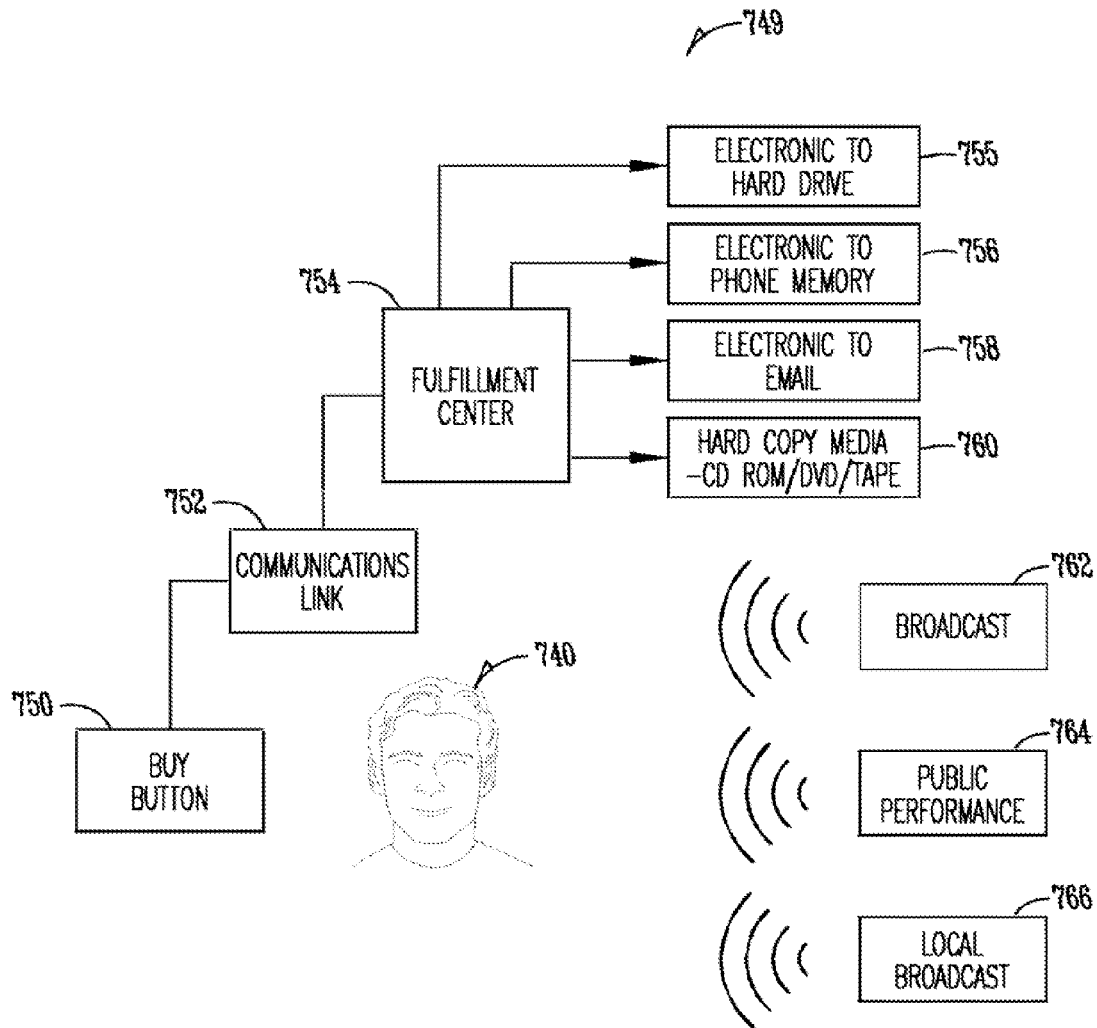 749
ELECTRONIC TO
HARD DRIVE
755
ELECTRONIC TO
PHONE MEMORY
756
754
FULFILLMENT
CENTER
ELECTRONIC TO
EMAIL
758
HARD COPY MEDIA
-CD ROM/DVD/TAPE
760
752
COMMUNICATIONS
LINK
762
BROADCAST
740
750
BUY
BUTTON
764
PUBLIC
PERFORMANCE
766
LOCAL
BROADCAST